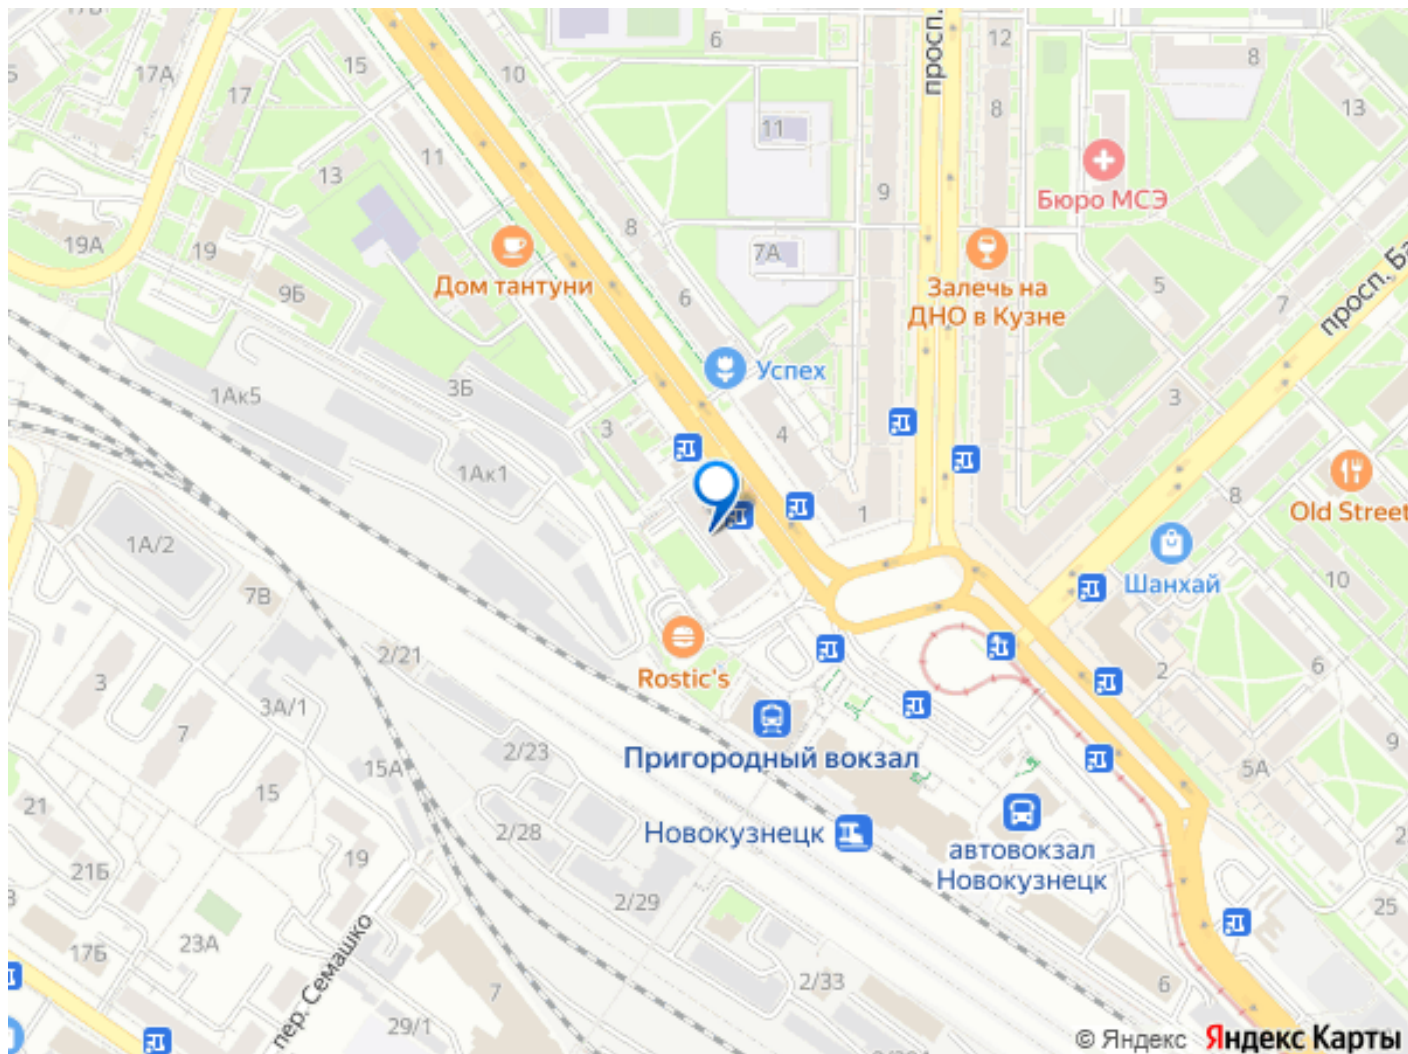 6
12
просп.
17А
15
10
8
17
8
13
11
11
Бюро МСЭ
13
9
8
19А
19
7А
Дом тантуни
9Б
6
Залечь на
ДНО в Кузне
5
7
просп. Ба
Успех
1Ак5
3Б
3
3
4
1Ак1
8
Old Street
1
1А/2
10
Шанхай
7В
2/21
Rostic's
2
6
3
3А/1
7
Пригородный вокзал
2/23
9
5А
15А
15
21
2/28
Новокузнецк
автовокзал
Новокузнецк
2
19
21Б
2/29
25
23А
17Б
пер. Семашко
7
2/33
6
29/1
© Яндекс Яндекс Карты